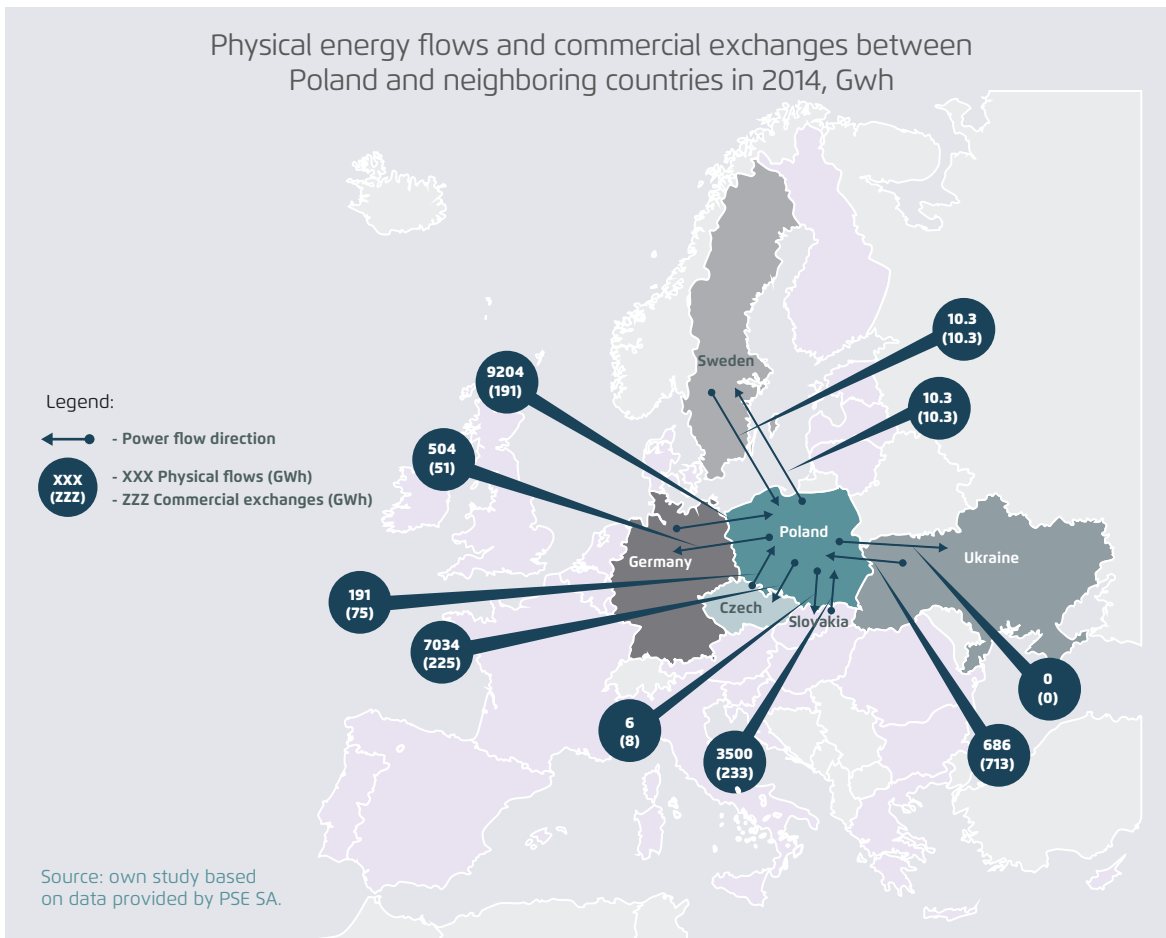 Physical energy flows and commercial exchanges between
Poland and neighboring countries in 2014, Gwh
10.3
(10.3)
Sweden
9204
(191)
10.3
(10.3)
Legend:
- Power flow direction
504
(51)
XXX
(ZZZ)
- XXX Physical flows (GWh)
- ZZZ Commercial exchanges (GWh)
Poland
Germany
Ukraine
191
(75)
Czech
Slovakia
7034
(225)
0
(0)
6
(8)
3500
(233)
686
(713)
Source: own study based
on data provided by PSE SA.